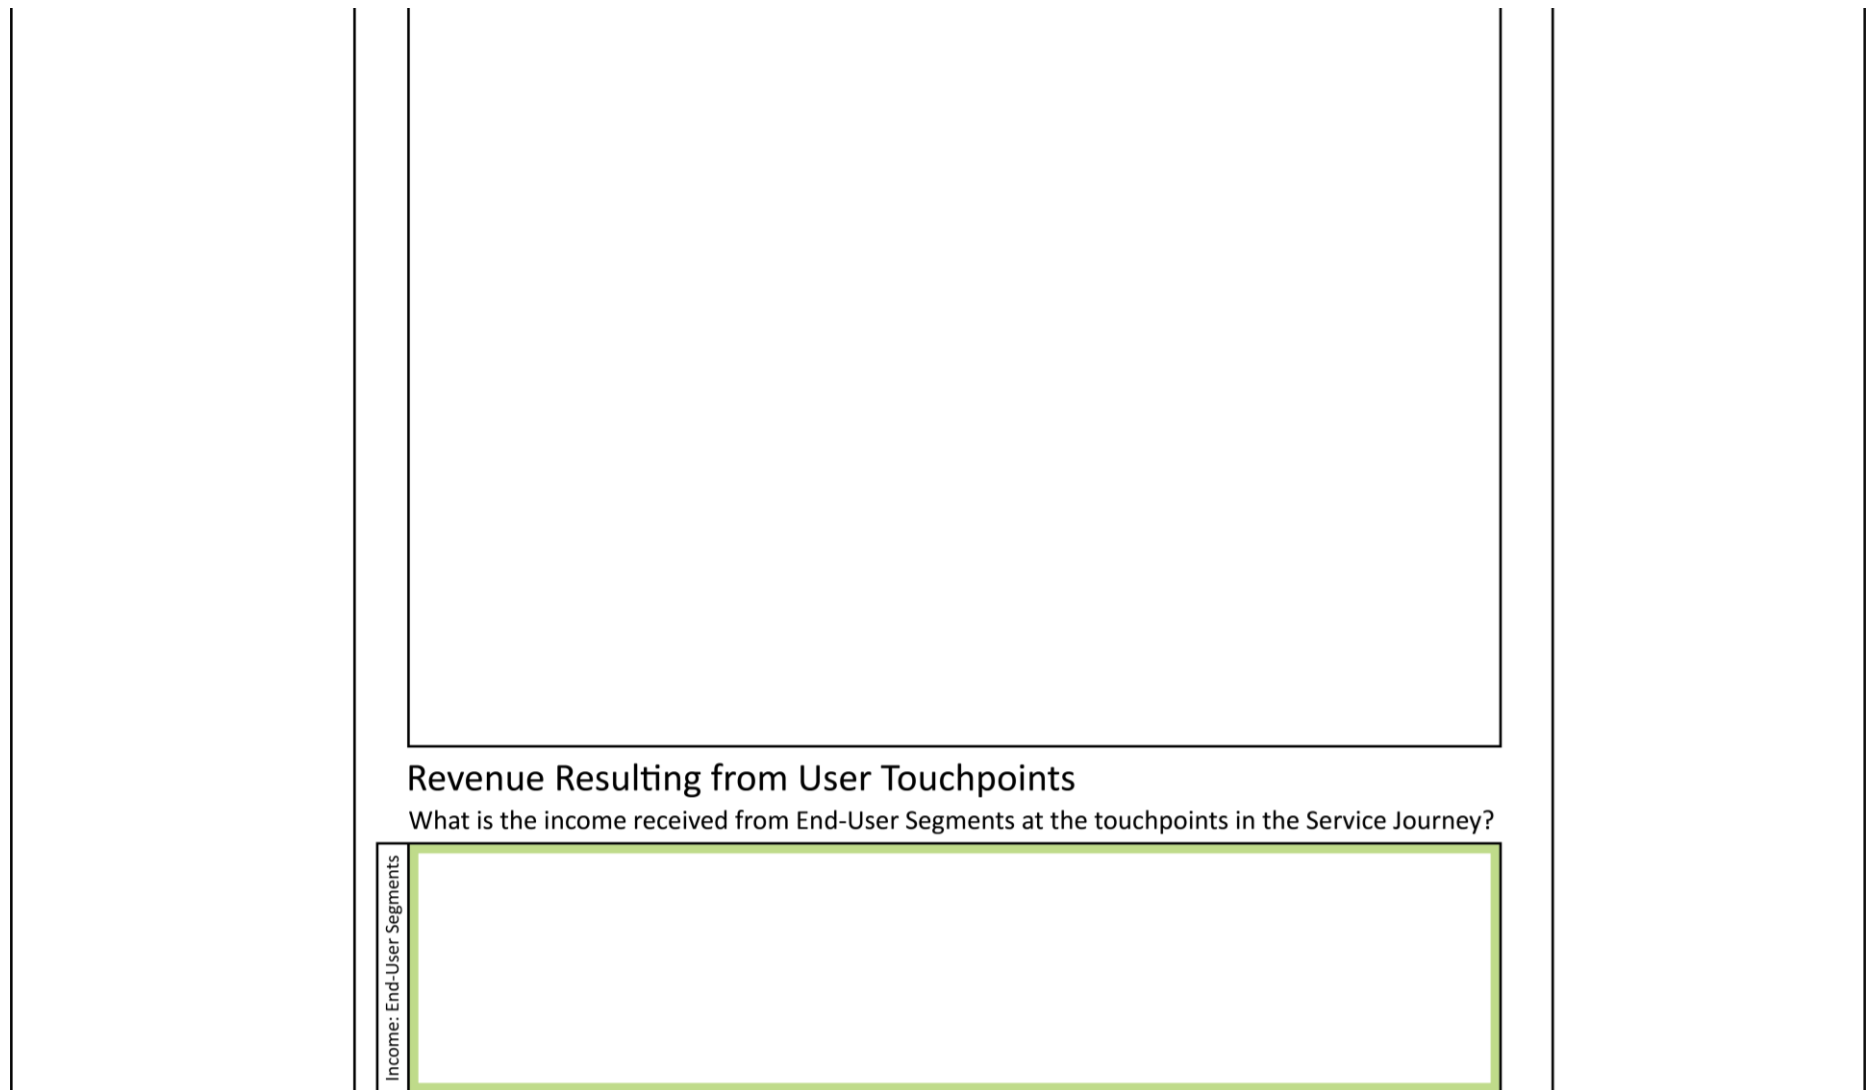 Revenue Resulting from User Touchpoints
What is the income received from End-User Segments at the touchpoints in the Service Journey?
Income: End-User Segments